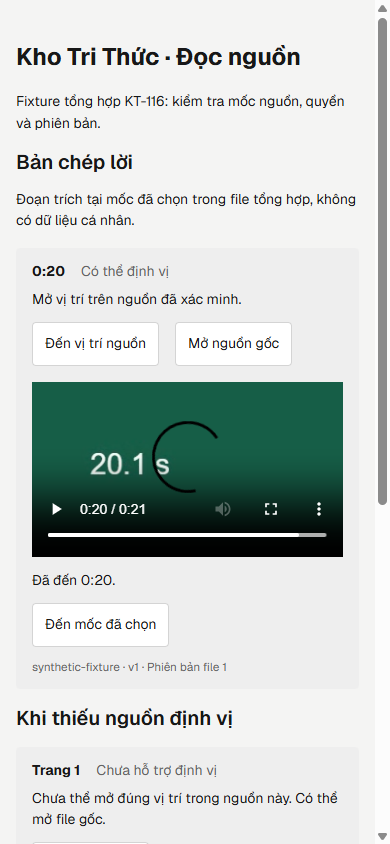 Kho Tri Thức · Đọc nguồn
Fixture tổng hợp KT-116: kiểm tra mốc nguồn, quyền
và phiên bản.
Bản chép lời
Đoạn trích tại mốc đã chọn trong file tổng hợp, không
có dữ liệu cá nhân.
0:20 Có thể định vị
Mở vị trí trên nguồn đã xác minh.
Đến vị trí nguồn Mở nguồn gốc
20.1 s
0:20 / 0:21
Đã đến 0:20.
Đến mốc đã chọn
synthetic-fixture · v1 · Phiên bản file 1
Khi thiếu nguồn định vị
Trang 1 Chưa hỗ trợ định vị
Chưa thể mở đúng vị trí trong nguồn này. Có thể
mở file gốc.